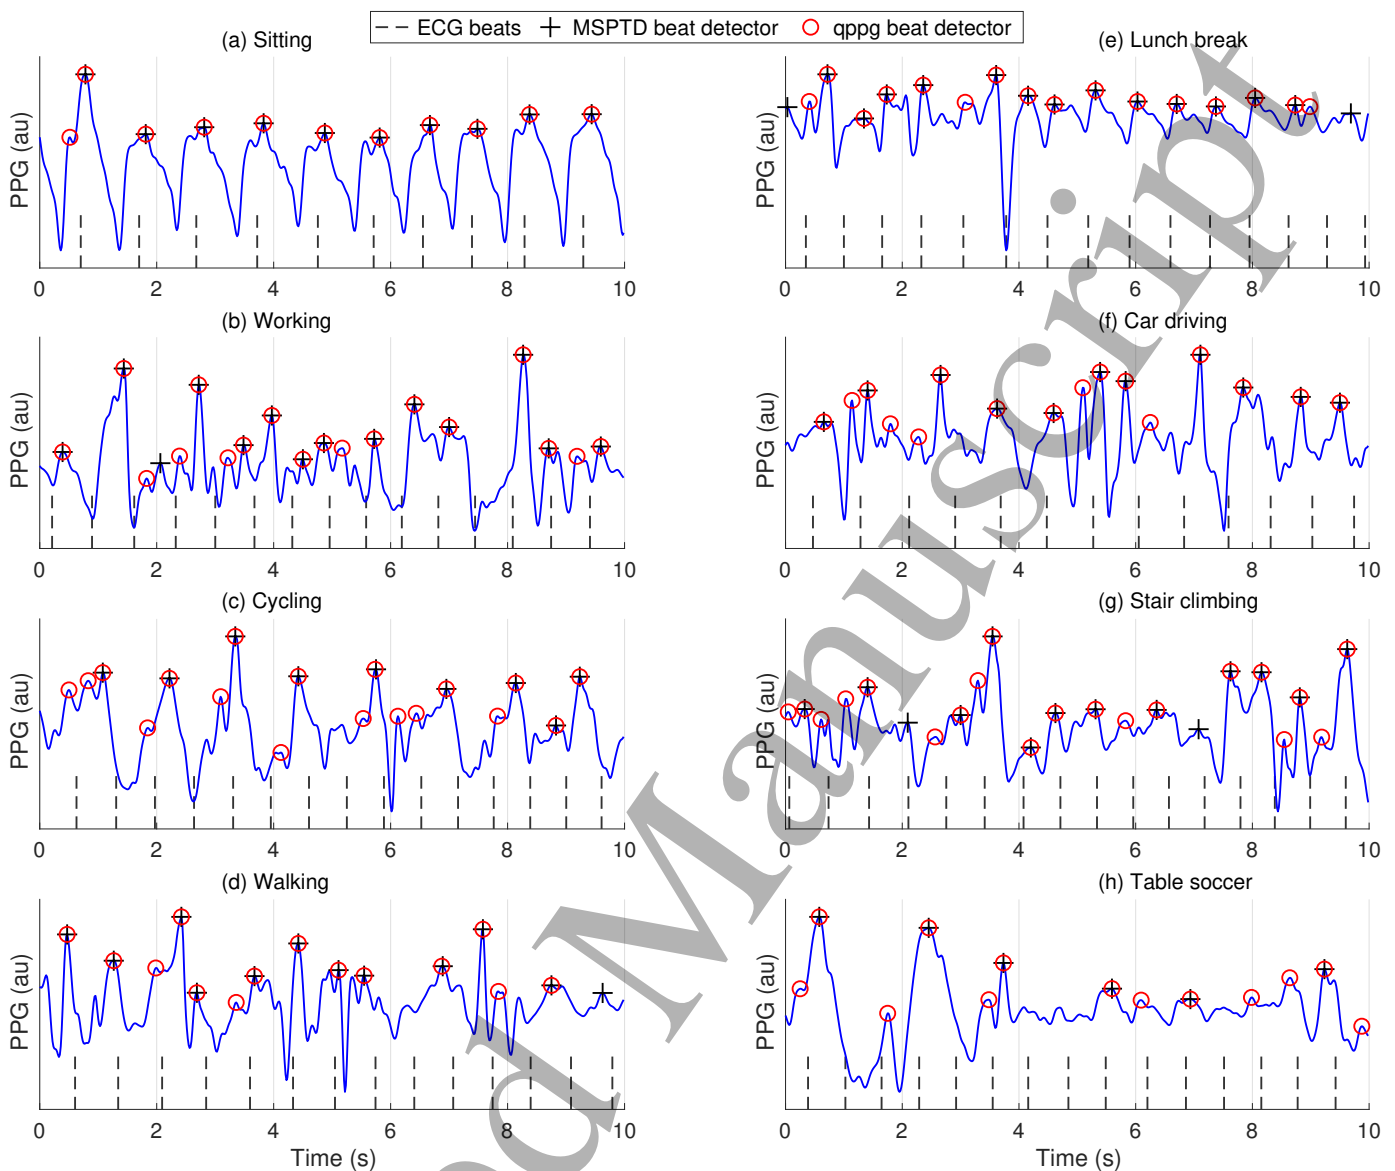 ECG beats MSPTD beat detector qppg beat detector
(a) Sitting
PPG (au)
0 2 4 6 8 10
(b) Working
PPG (au)
0 2 4 6 8 10
(c) Cycling
PPG (au)
0 2 4 6 8 10
(d) Walking
PPG (au)
0 2 4 6 8 10
Time (s)
(e) Lunch break
PPG (au)
0 2 4 6 8 10
(f) Car driving
PPG (au)
0 2 4 6 8 10
(g) Stair climbing
PPG (au)
0 2 4 6 8 10
(h) Table soccer
PPG (au)
0 2 4 6 8 10
Time (s)
d Manuscript